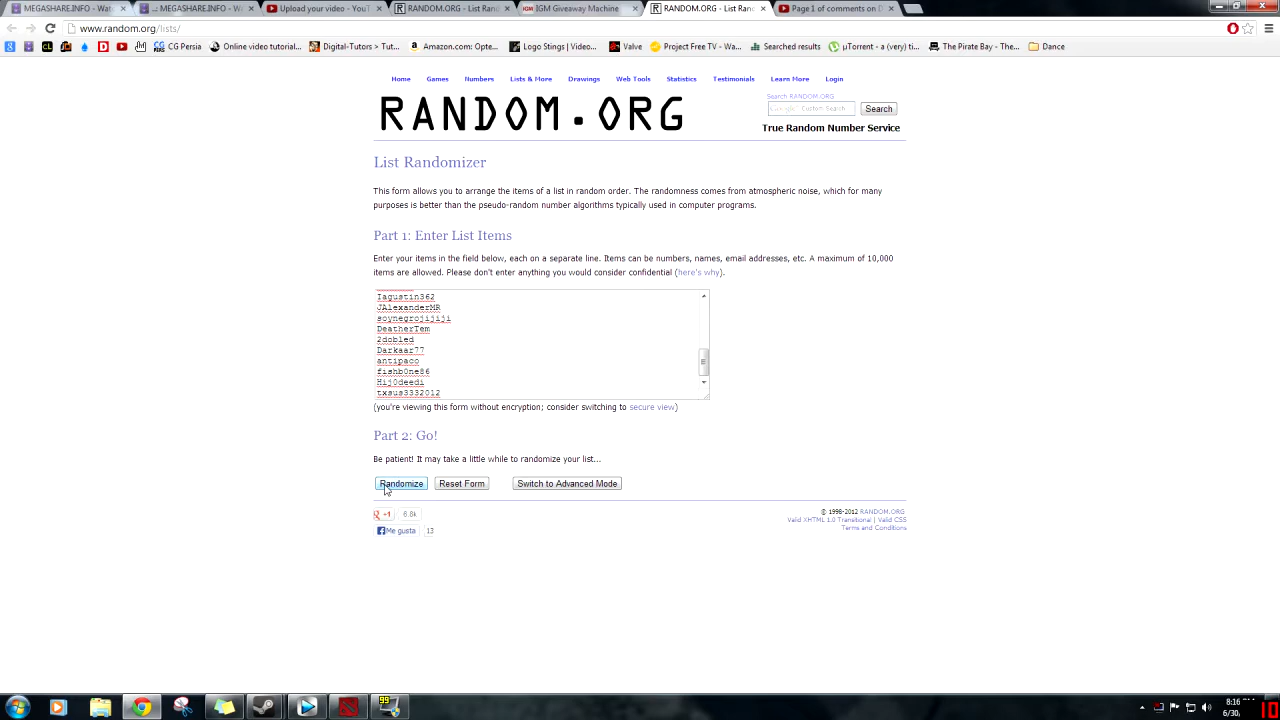 MEGASHARE.INFO - Wat
.:: MEGASHARE.INFO - Wa
Upload your video - YouT
RANDOM.ORG - List Rand
IGM Giveaway Machine
RANDOM.ORG - List Ran
Page 1 of comments on D
www.random.org/lists/
CG Persia
Online video tutorial...
Digital-Tutors > Tut...
Amazon.com: Opte...
Logo Stings | Video...
Valve
Project Free TV - Wa...
Searched results
µTorrent - a (very) ti...
The Pirate Bay - The...
Dance
Home Games Numbers Lists & More Drawings Web Tools Statistics Testimonials Learn More Login
Search RANDOM.ORG
RANDOM.ORG
Google Custom Search
Search
True Random Number Service
List Randomizer
This form allows you to arrange the items of a list in random order. The randomness comes from atmospheric noise, which for many
purposes is better than the pseudo-random number algorithms typically used in computer programs.
Part 1: Enter List Items
Enter your items in the field below, each on a separate line. Items can be numbers, names, email addresses, etc. A maximum of 10,000
items are allowed. Please don't enter anything you would consider confidential (here's why).
Iagustin362
JAlexanderMR
soynegrojijiji
DeatherTem
2dobled
Darkaar77
antipaco
fishb0ne86
Hij0deedi
txsus3332012
(you're viewing this form without encryption; consider switching to secure view)
Part 2: Go!
Be patient! It may take a little while to randomize your list...
Randomize
Reset Form
Switch to Advanced Mode
+1 6.8k
Me gusta 13
© 1998-2012 RANDOM.ORG
Valid XHTML 1.0 Transitional | Valid CSS
Terms and Conditions
99
8:16
6/30/
10